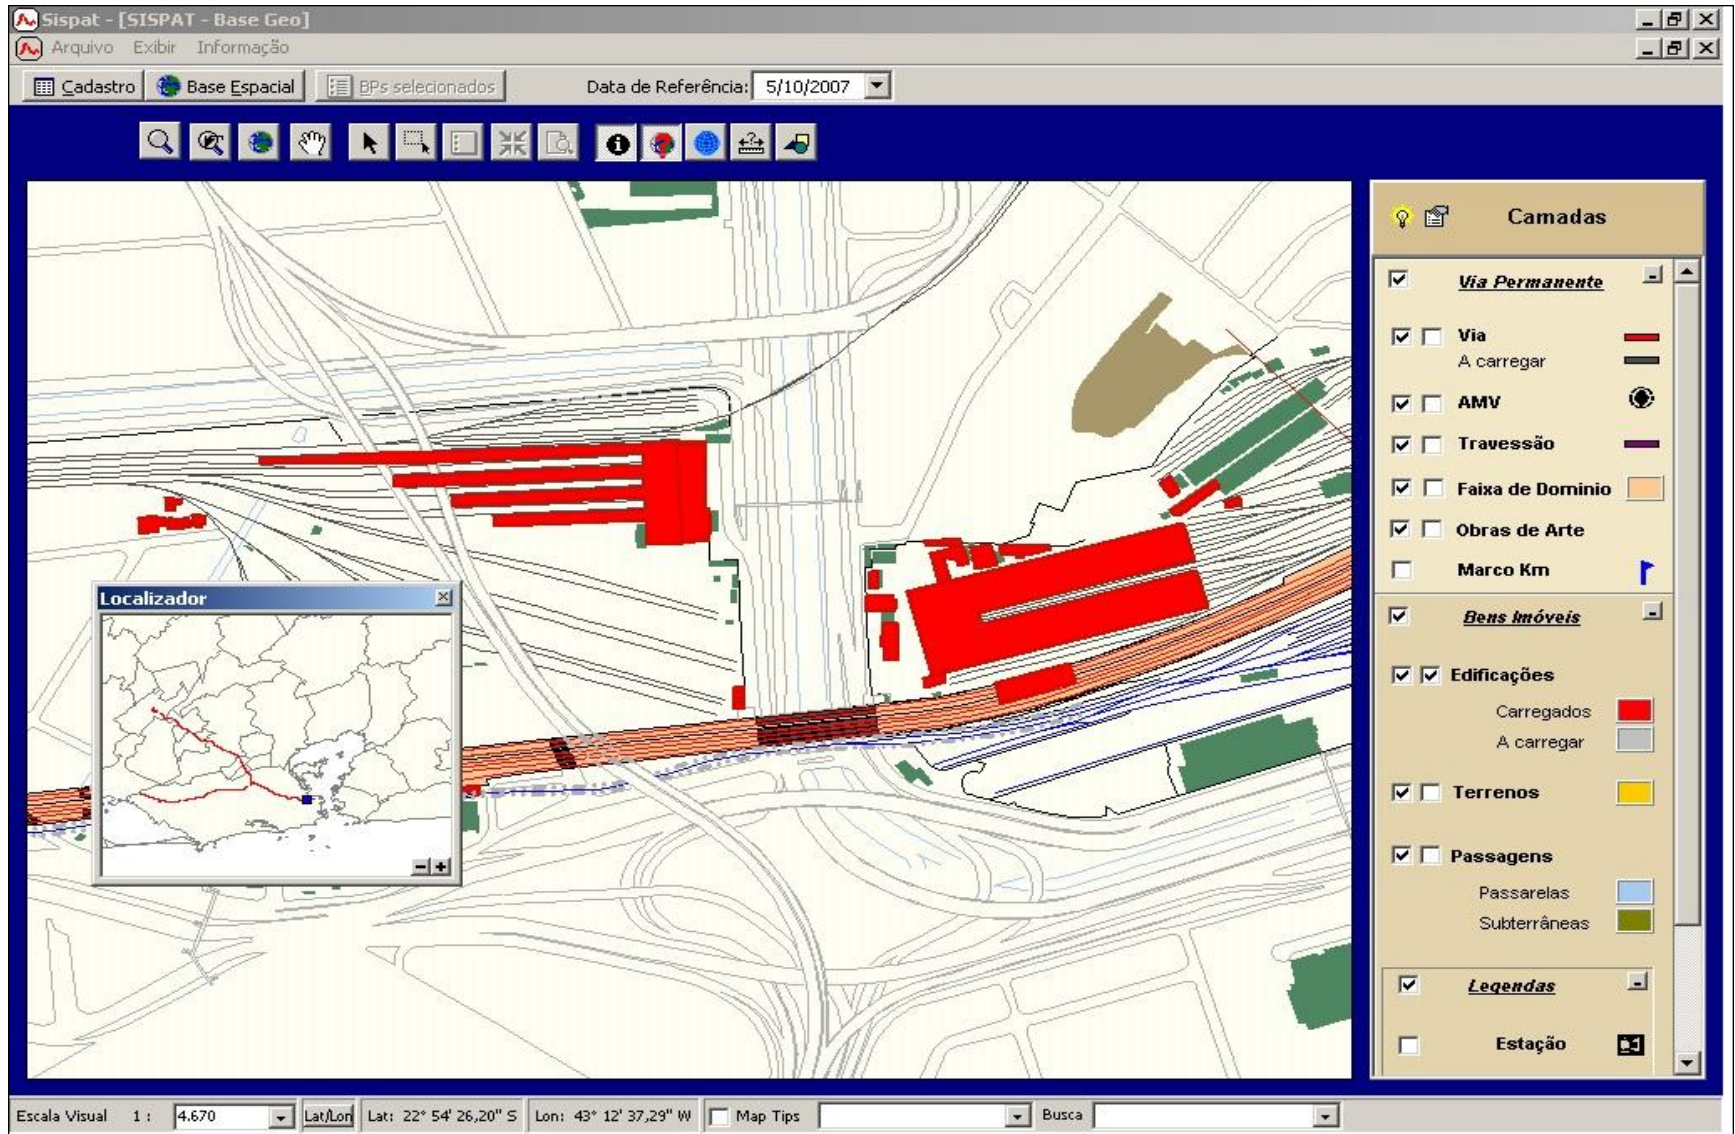 Sispat - [SISPAT - Base Geo]
Arquivo Exibir Informação
Cadastro Base Espacial BPs selecionados Data de Referência: 5/10/2007
Camadas
Via Permanente
Via
A carregar
AMV
Travessão
Faixa de Dominio
Obras de Arte
Marco Km
Localizador
Bens Imóveis
Edificações
Carregados
A carregar
Terrenos
Passagens
Passarelas
Subterrâneas
Legendas
Estação
Escala Visual 1 : 4.670 Lat/Lon Lat: 22° 54' 26,20" S Lon: 43° 12' 37,29" W Map Tips Busca